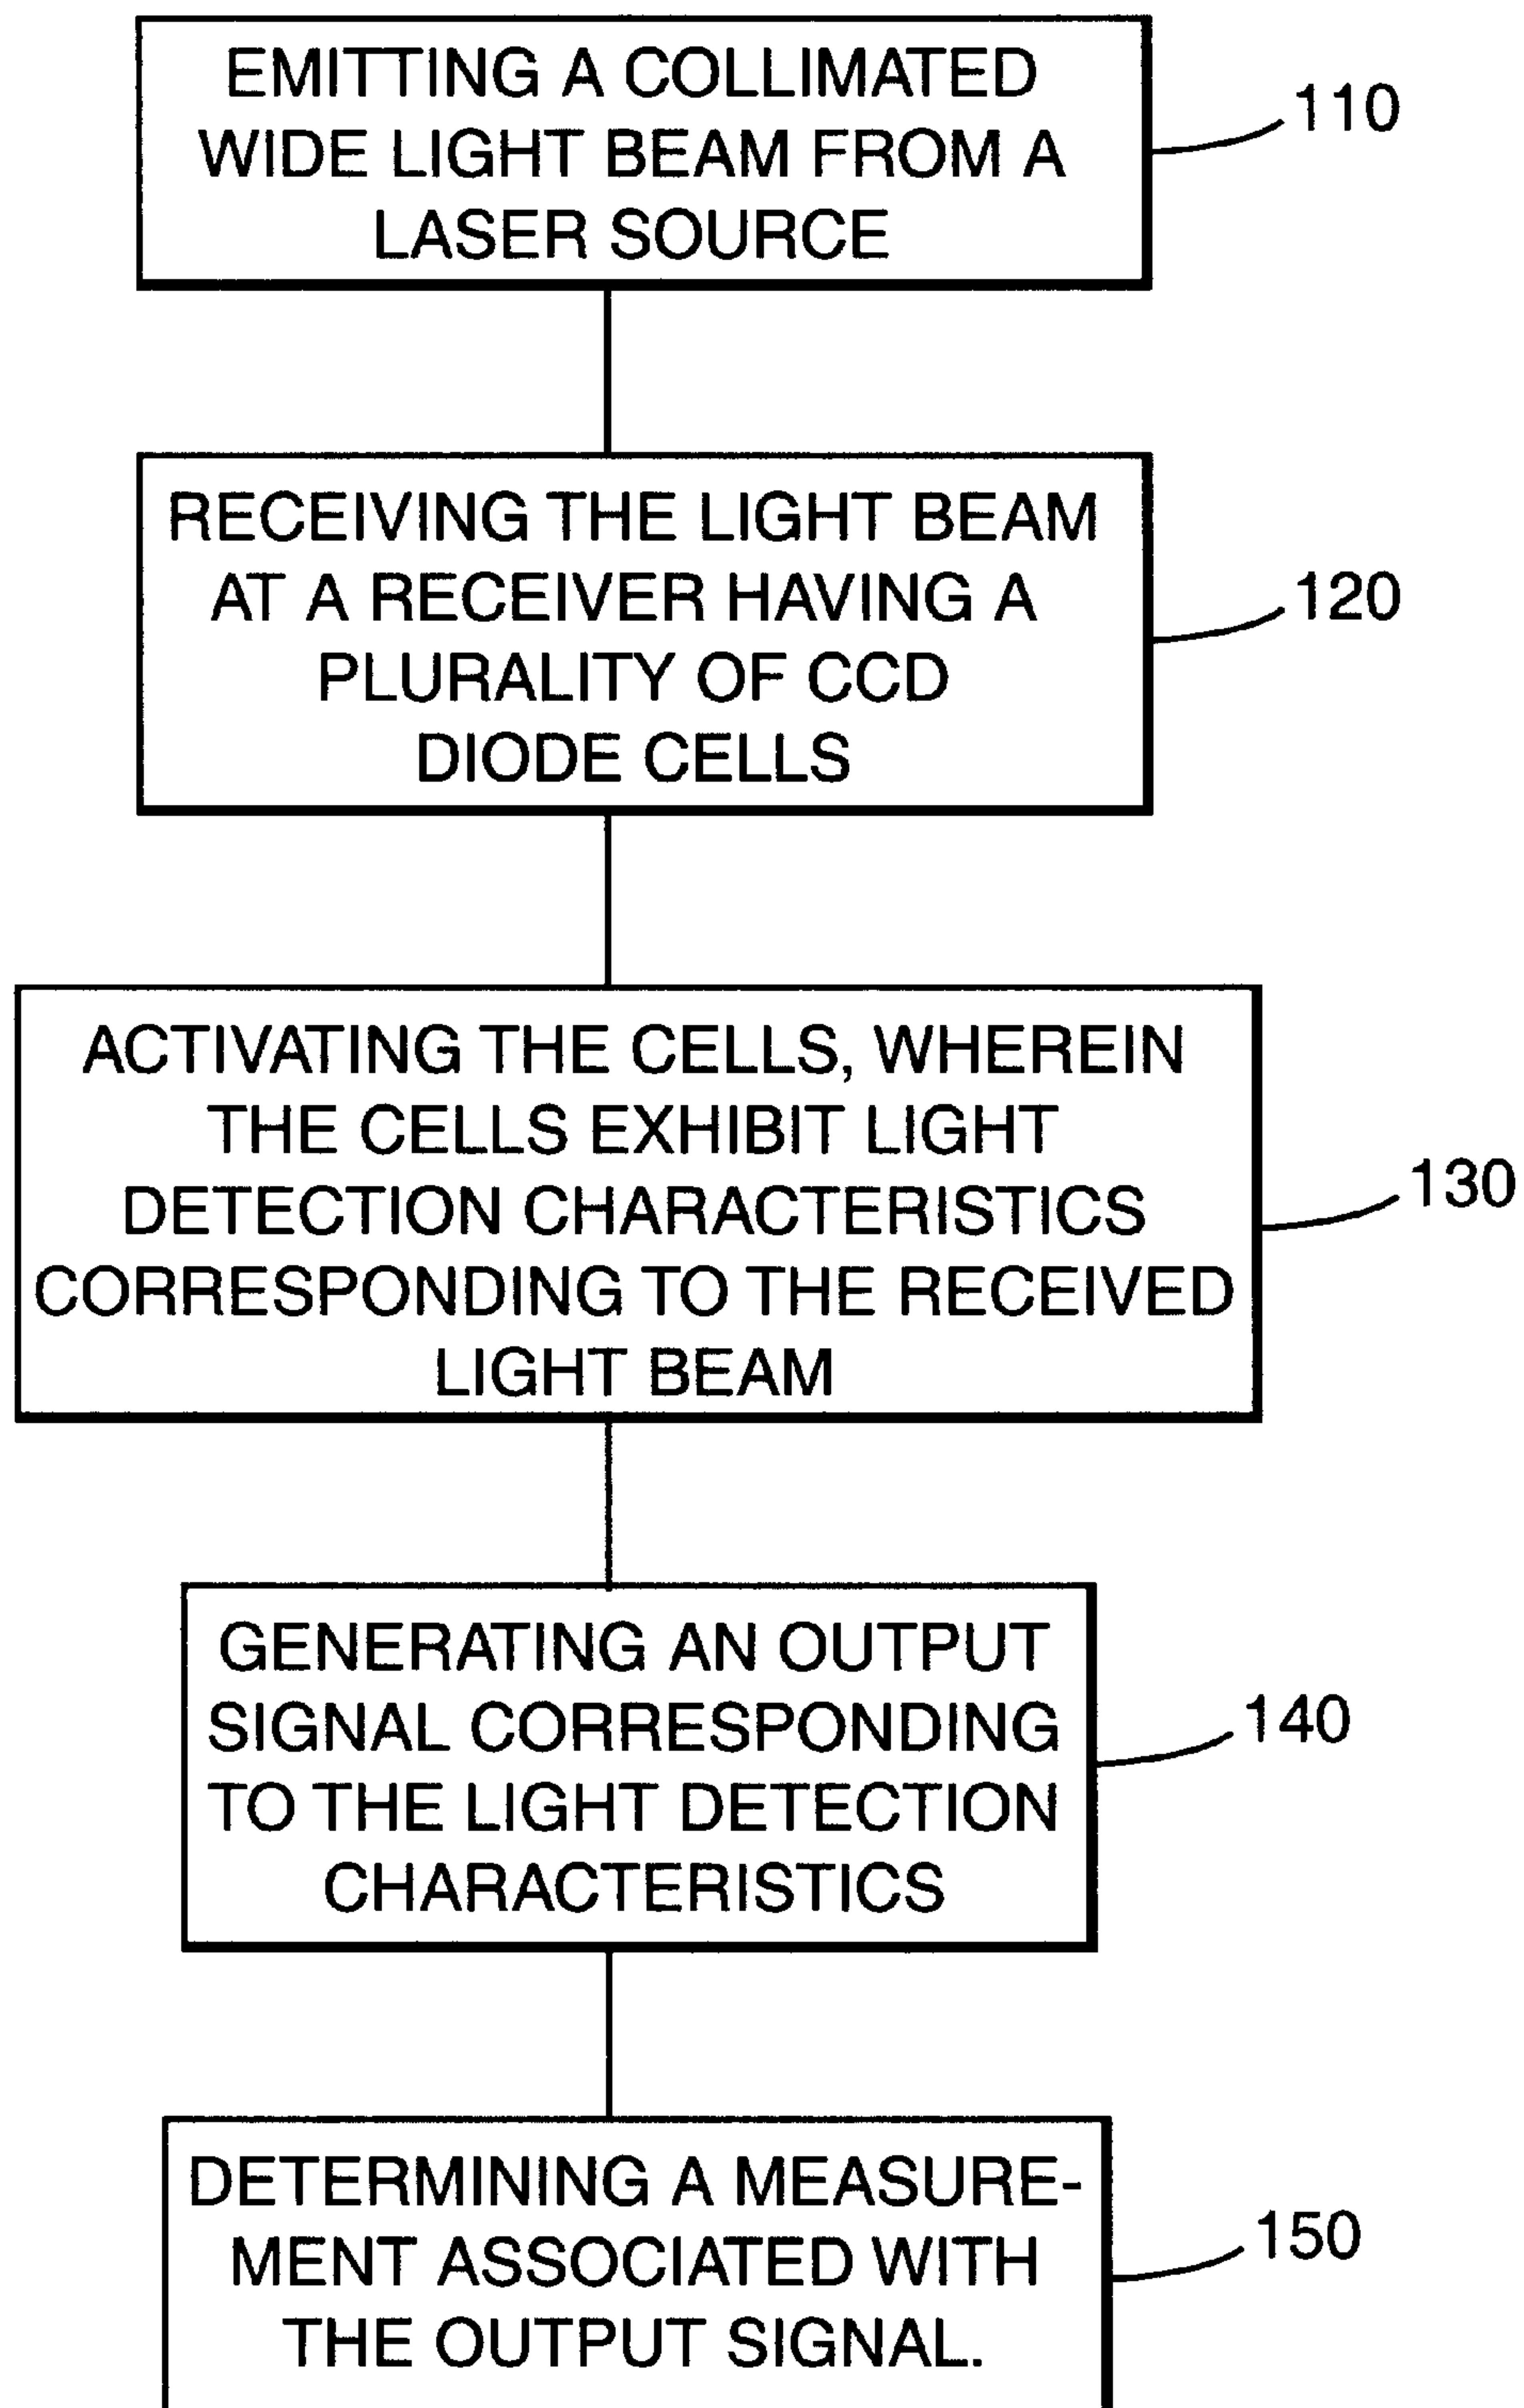 EMITTING A COLLIMATED
WIDE LIGHT BEAM FROM A
LASER SOURCE
110
RECEIVING THE LIGHT BEAM
AT A RECEIVER HAVING A
PLURALITY OF CCD
DIODE CELLS
120
ACTIVATING THE CELLS, WHEREIN
THE CELLS EXHIBIT LIGHT
DETECTION CHARACTERISTICS
CORRESPONDING TO THE RECEIVED
LIGHT BEAM
130
GENERATING AN OUTPUT
SIGNAL CORRESPONDING
TO THE LIGHT DETECTION
CHARACTERISTICS
140
DETERMINING A MEASURE-
MENT ASSOCIATED WITH
THE OUTPUT SIGNAL.
150